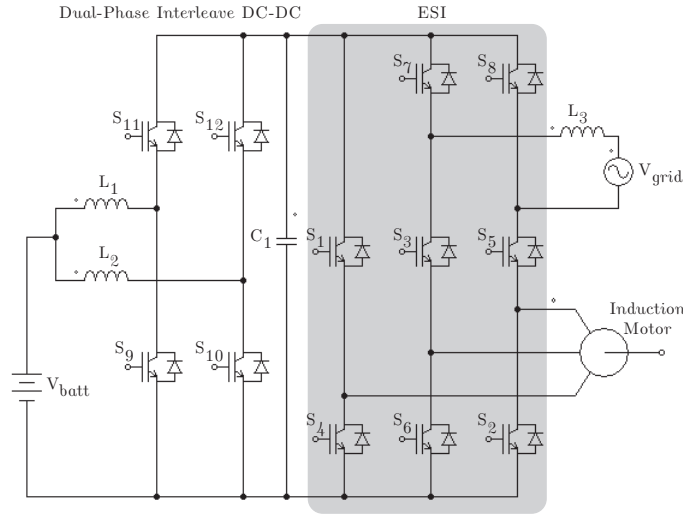 Dual-Phase Interleave DC-DC
ESI
S7
S8
S11
S12
L3
Vgrid
L1
C1
S1
S3
S5
L2
Induction
Motor
S9
S10
Vbatt
S4
S6
S2